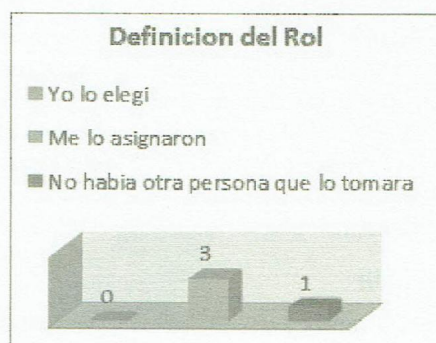 Definicion del Rol
Yo lo elegi
Me lo asignaron
No habia otra persona que lo tomara
0
3
1